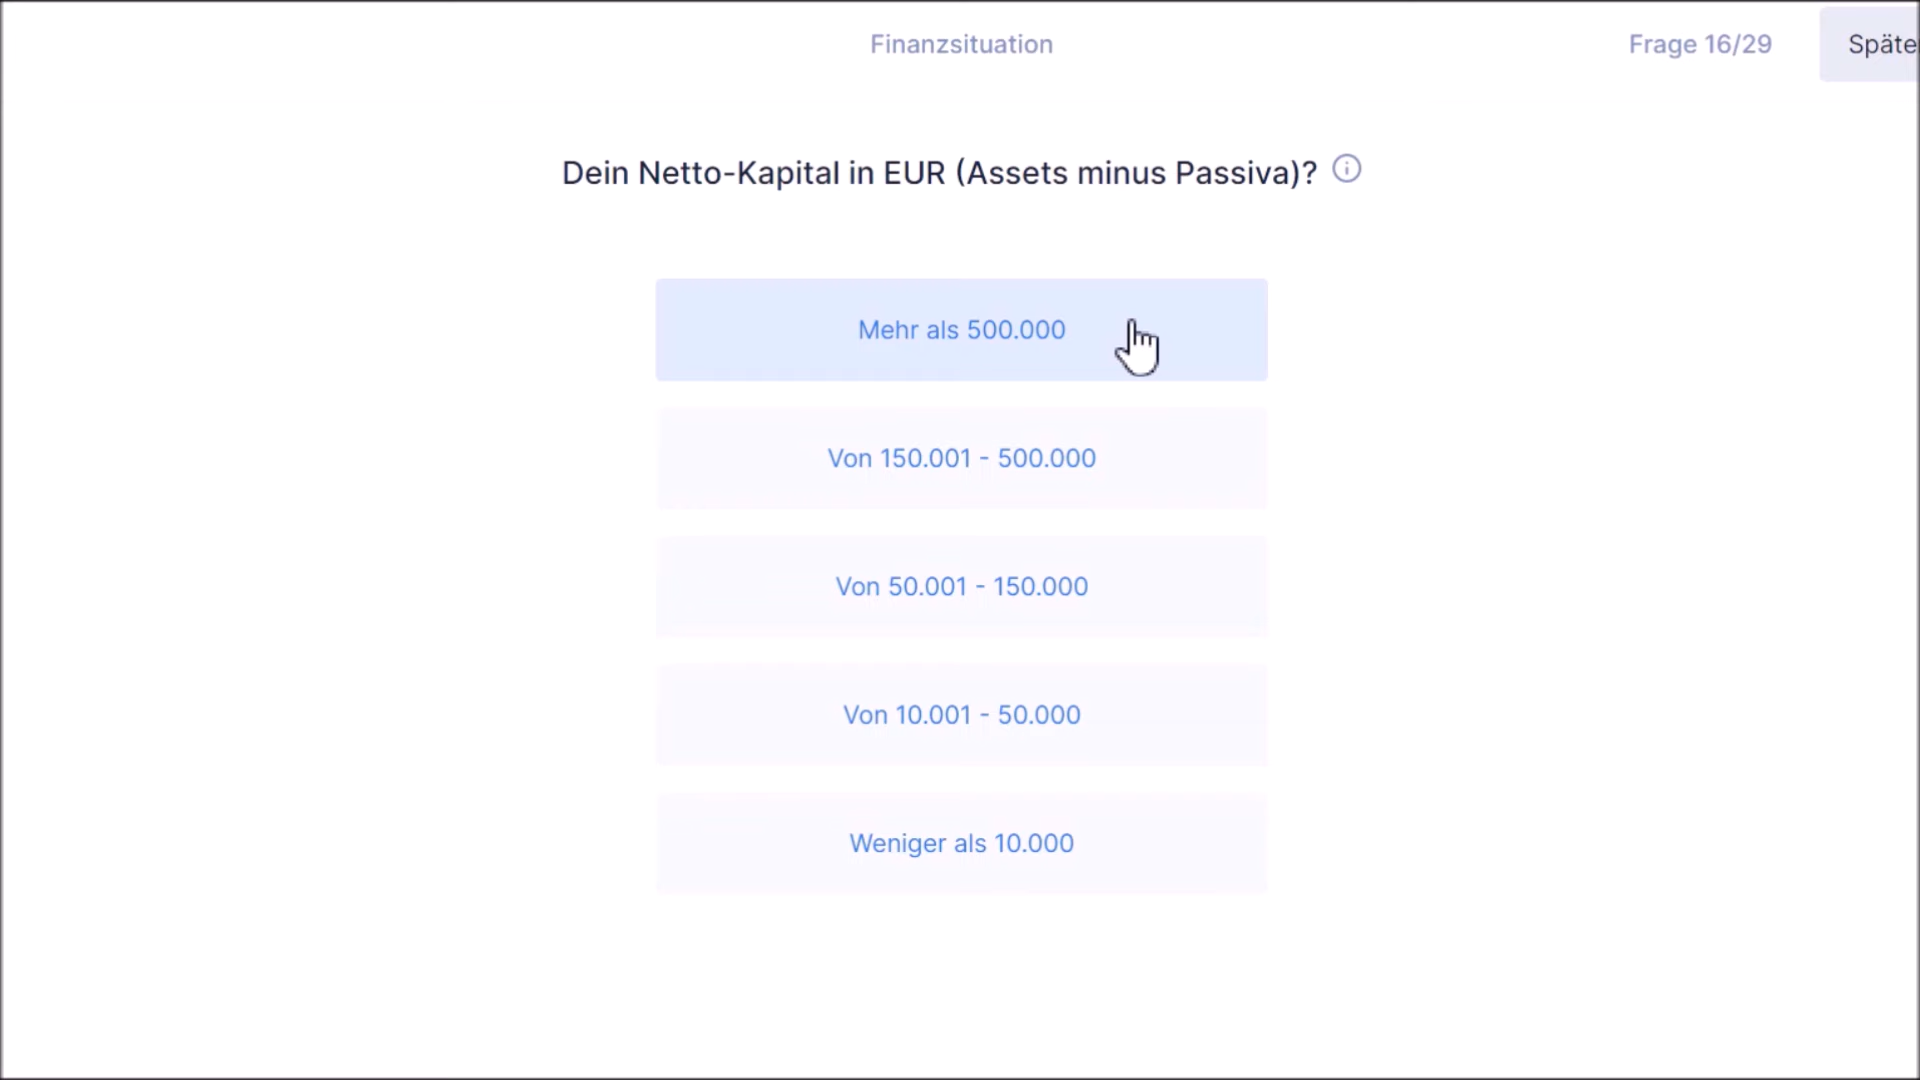 Finanzsituation
Frage 16/29
Späte
Dein Netto-Kapital in EUR (Assets minus Passiva)?
Mehr als 500.000
Von 150.001 - 500.000
Von 50.001 - 150.000
Von 10.001 - 50.000
Weniger als 10.000